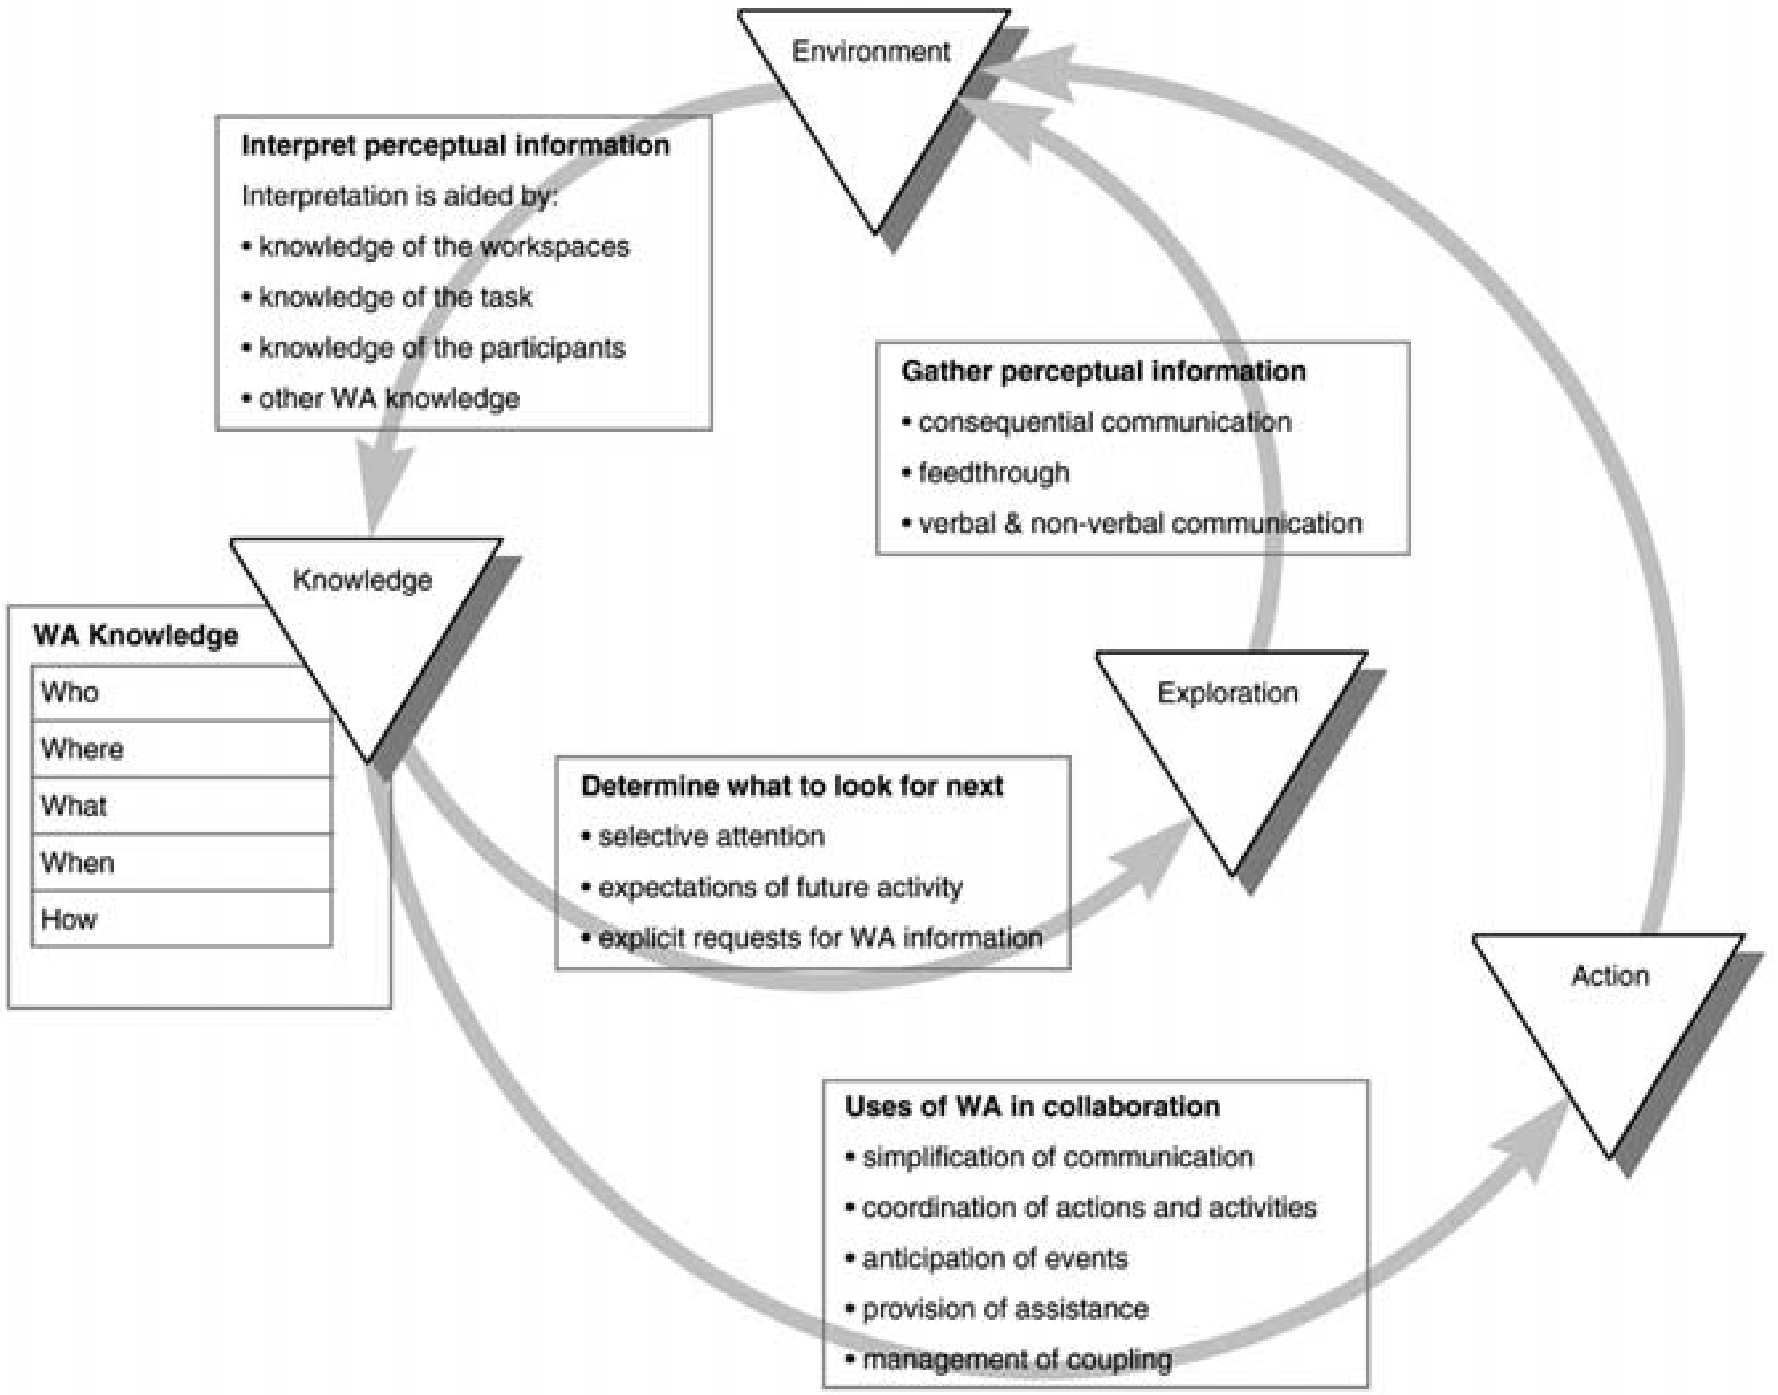 Environment
Interpret perceptual information
Interpretation is aided by:
• knowledge of the workspaces
• knowledge of the task
• knowledge of the participants
• other WA knowledge
Gather perceptual information
• consequential communication
• feedthrough
• verbal & non-verbal communication
Knowledge
WA Knowledge
Who
Where
What
When
How
Exploration
Determine what to look for next
• selective attention
• expectations of future activity
• explicit requests for WA information
Action
Uses of WA in collaboration
• simplification of communication
• coordination of actions and activities
• anticipation of events
• provision of assistance
• management of coupling